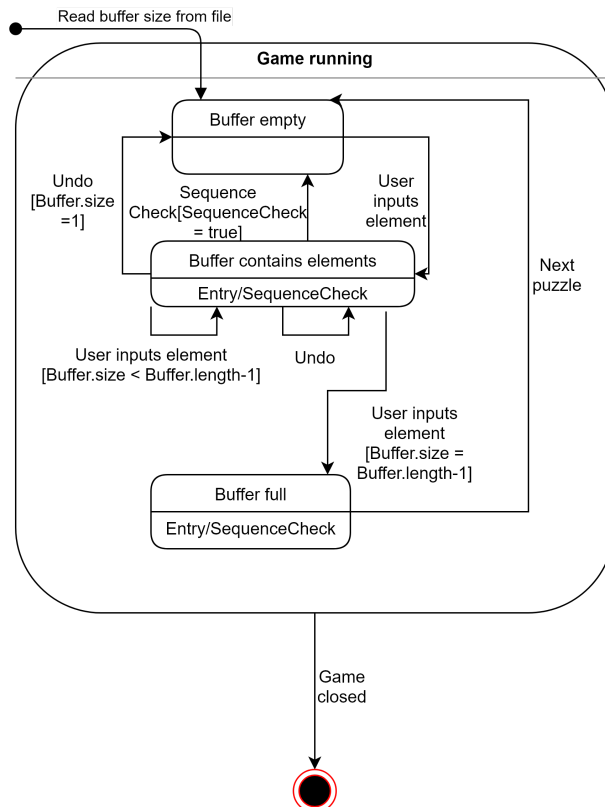 Read buffer size from file
Game running
Buffer empty
Undo
[Buffer.size
=1]
Sequence
Check[SequenceCheck
= true]
User
inputs
element
Buffer contains elements
Entry/SequenceCheck
Next
puzzle
User inputs element
[Buffer.size < Buffer.length-1]
Undo
User inputs
element
[Buffer.size =
Buffer.length-1]
Buffer full
Entry/SequenceCheck
Game
closed